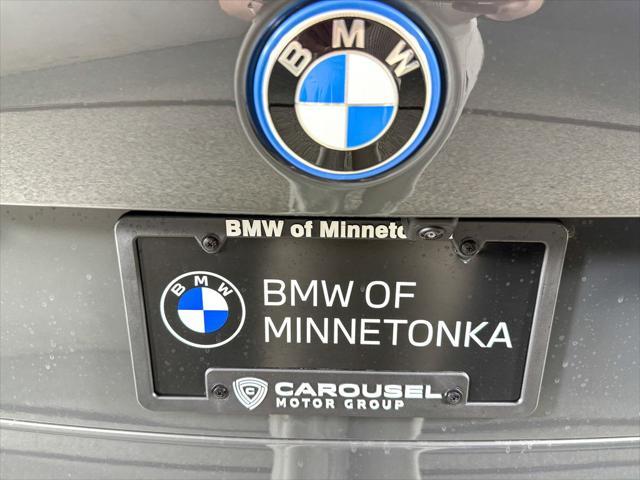 BMW
BMW of Minneto
BMW
BMW OF
MINNETONKA
C CAROUSEL
MOTOR GROUP